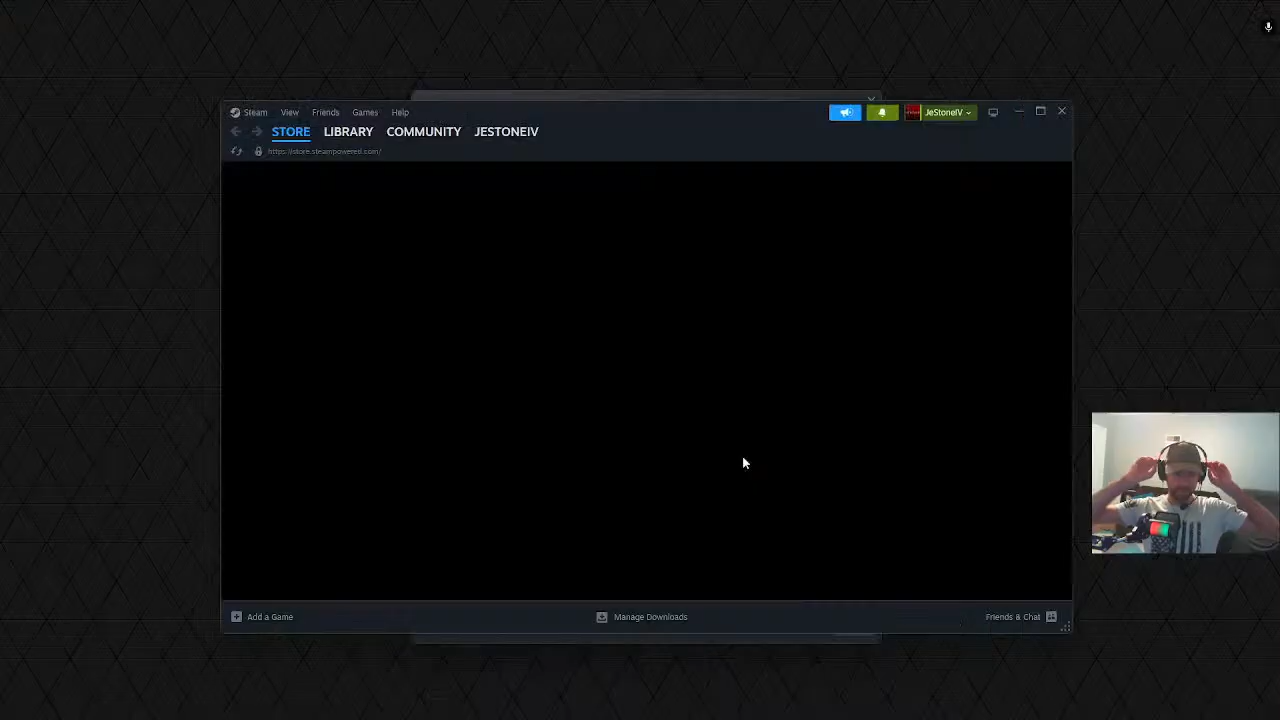 Steam View Friends Games Help JeStoneIV
STORE LIBRARY COMMUNITY JESTONEIV
https://store.steampowered.com/
Add a Game Manage Downloads Friends & Chat